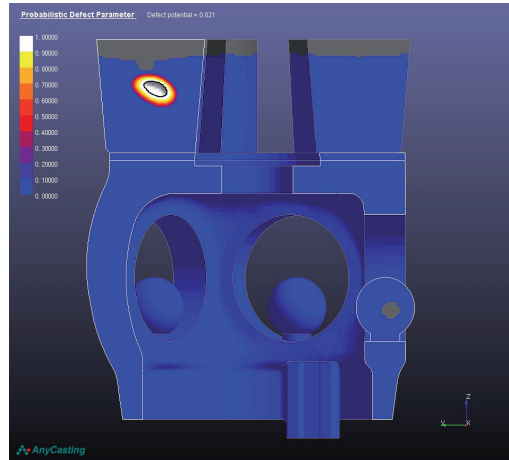 Probabilistic Defect Parameter Defect potential = 0.021
1.00000
0.90000
0.80000
0.70000
0.60000
0.50000
0.40000
0.30000
0.20000
0.10000
0.00000
Z
Y X
AnyCasting